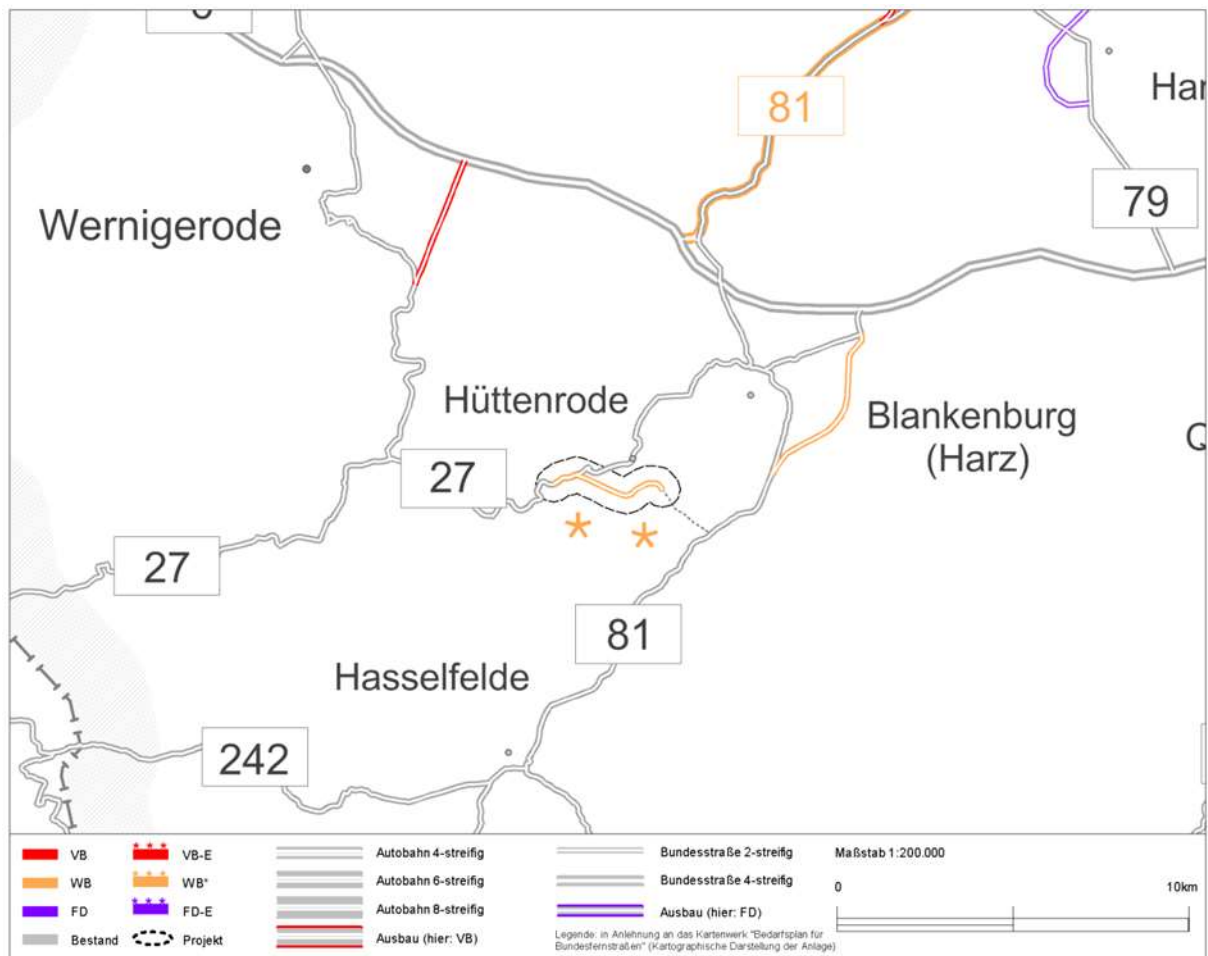 81
Har
79
Wernigerode
Hüttenrode
Blankenburg
(Harz)
Q
27
27
81
Hasselfelde
242
VB
VB-E
Autobahn 4-streifig
Bundesstraße 2-streifig
Maßstab 1:200.000
WB
WB*
Autobahn 6-streifig
Bundesstraße 4-streifig
0
10km
FD
FD-E
Autobahn 8-streifig
Ausbau (hier: FD)
Bestand
Projekt
Ausbau (hier: VB)
Legende: in Anlehnung an das Kartenwerk "Bedarfsplan für
Bundesfernstraßen" (Kartographische Darstellung der Anlage)